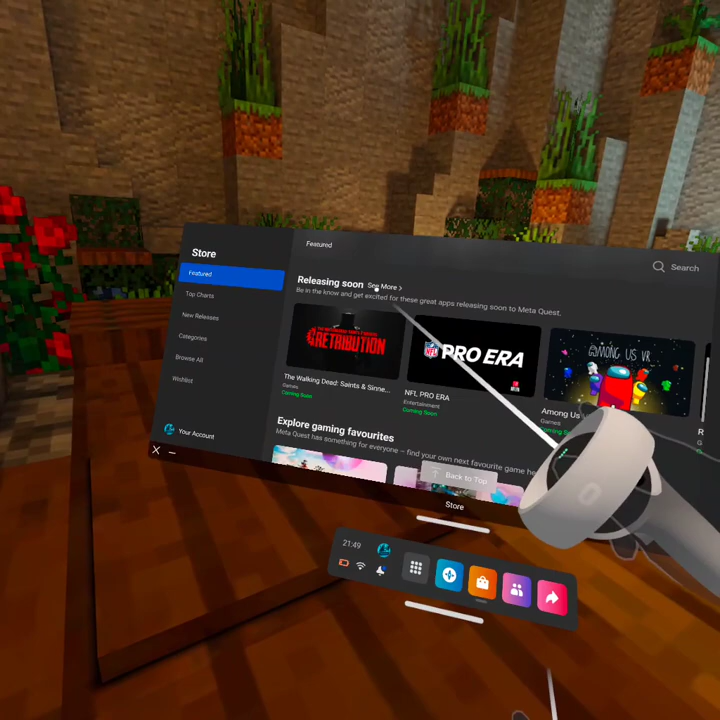 Store
Featured
Top Charts
New Releases
Categories
Browse All
Wishlist
Your Account
Featured
Search
Releasing soon See More >
Be in the know and get excited for these great apps releasing soon to Meta Quest.
RETRIBUTION
The Walking Dead: Saints & Sinne...
Games
Coming Soon
NFL PRO ERA
NFL PRO ERA
Entertainment
Coming Soon
AMONG US VR
Among Us
Explore gaming favourites
Meta Quest has something for everyone – find your own next favourite game he
Back to Top
Store
21:49